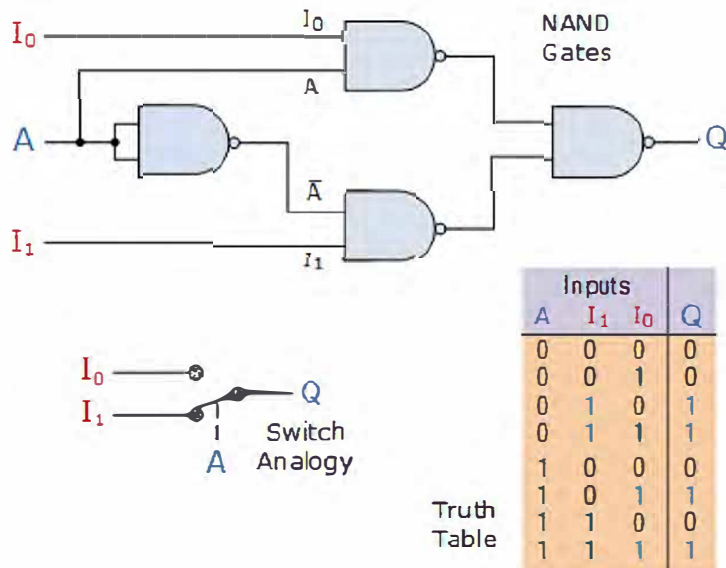 I₀ I₀ NAND
Gates
A
A Q
A̅
I₁ I₁
Inputs
A I₁ I₀ Q
0 0 0 0
0 0 1 0
0 1 0 1
0 1 1 1
1 0 0 0
1 0 1 1
1 1 0 0
1 1 1 1
I₀
I₁ Q
Switch
A Analogy
Truth
Table